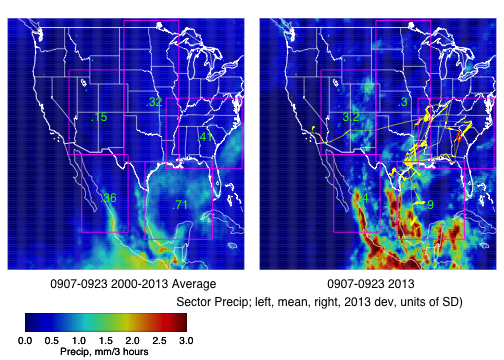 .15
.32
.47
.36
.71
3.2
.3
.4
.9
0907-0923 2000-2013 Average
0907-0923 2013
Sector Precip; left, mean, right, 2013 dev, units of SD)
0.0 0.5 1.0 1.5 2.0 2.5 3.0
Precip, mm/3 hours